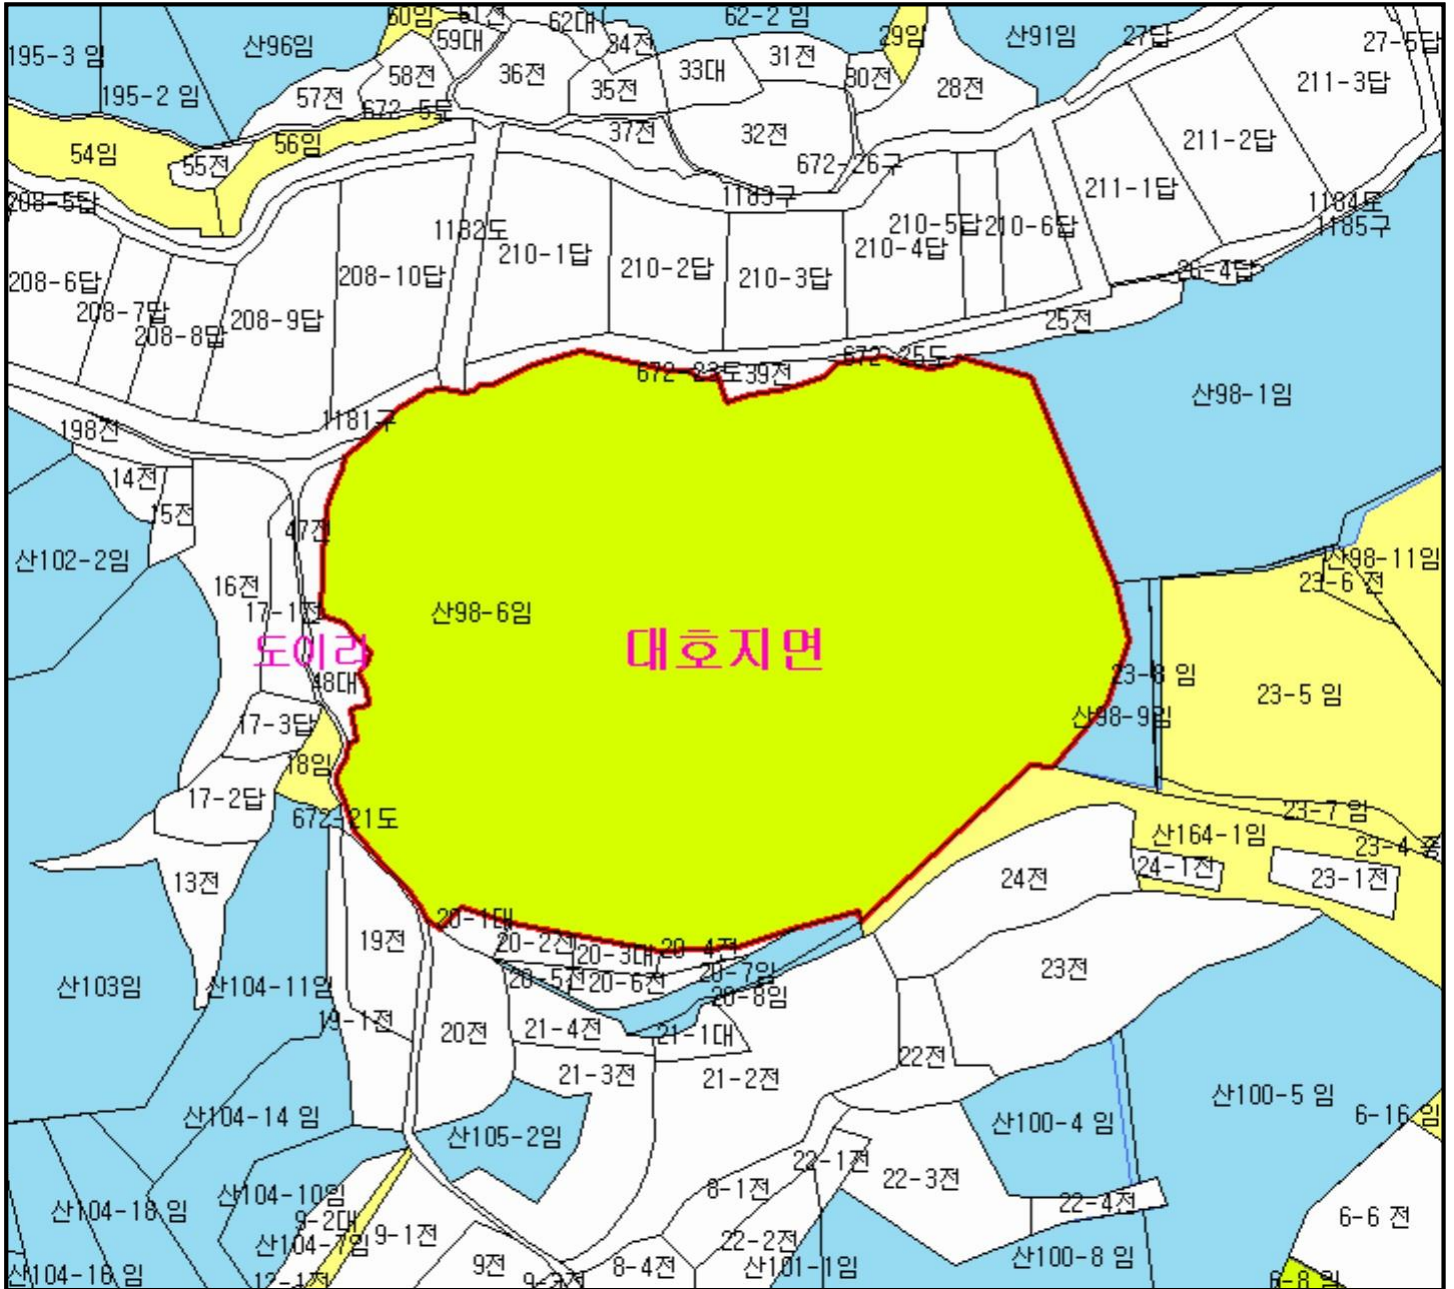 60임
51전
62대
62-2 임
29임
산91임
27답
27-5답
195-3 임
산96임
59대
34전
31전
211-3답
58전
36전
33대
30전
28전
195-2 임
57전
35전
672-5도
37전
32전
211-2답
54임
56임
55전
672-26구
211-1답
1183구
208-5답
1184도
1185구
210-5답
210-6답
1182도
210-1답
210-2답
210-3답
210-4답
208-6답
208-10답
26-4답
208-7답
208-8답
208-9답
25전
672-23도
39전
672-25도
산98-1임
1181구
198전
14전
15전
47전
산102-2임
산98-11임
23-6 전
16전
17-1전
산98-6임
도이리
대호지면
48대
23-8 임
23-5 임
17-3답
산98-9임
18임
17-2답
672-21도
23-7 임
산164-1임
23-4
13전
24전
24-1전
23-1전
20-1대
19전
20-2전
20-3대
20-4전
20-5전
20-6전
20-7임
23전
산103임
산104-11임
20-8임
19-1전
20전
21-4전
21-1대
21-3전
21-2전
22전
산104-14 임
산105-2임
산100-4 임
산100-5 임
6-16 임
22-1전
산104-10임
8-1전
22-3전
산104-18 임
9-2대
22-4전
6-6 전
산104-7임
9-1전
22-2전
산104-16 임
12-1전
9전
9-3전
8-4전
산101-1임
산100-8 임
6-8 임